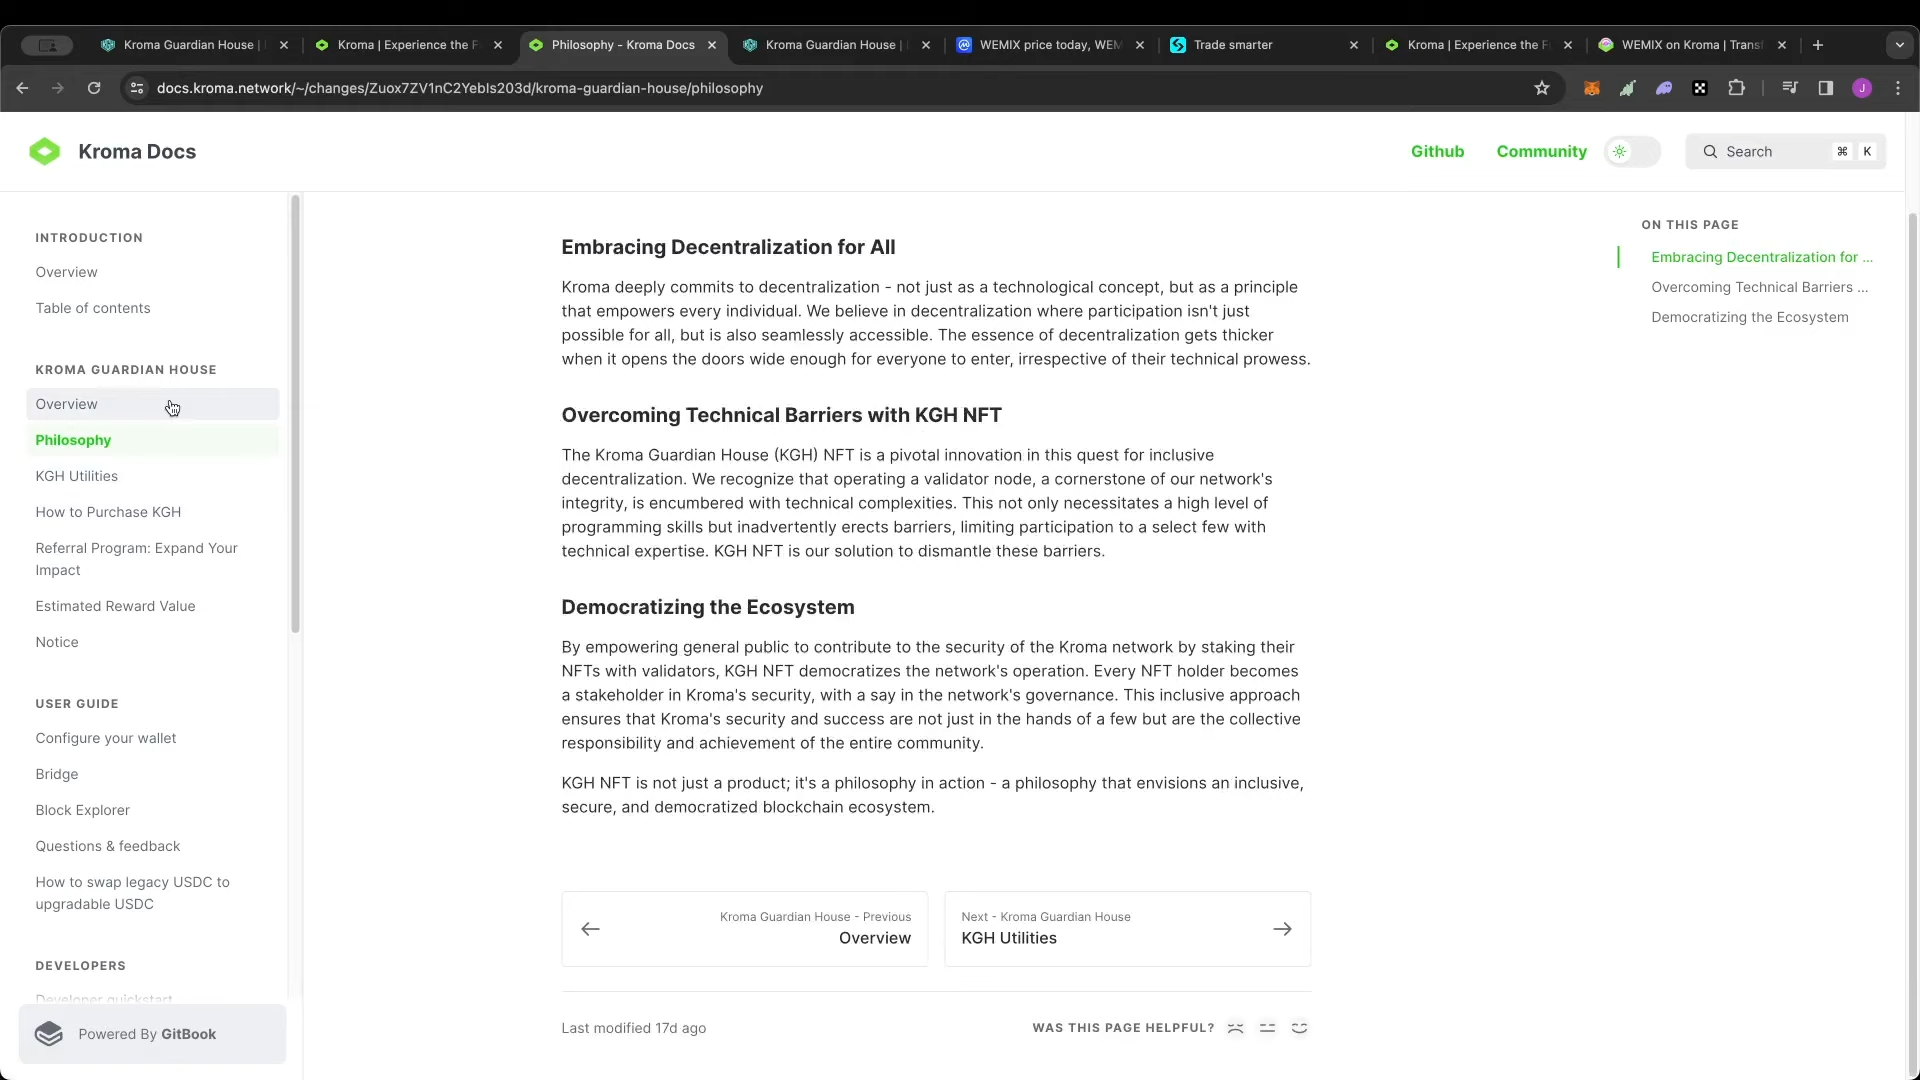 Kroma Guardian House |
Kroma | Experience the F
Philosophy - Kroma Docs
Kroma Guardian House |
WEMIX price today, WEM
Trade smarter
Kroma | Experience the F
WEMIX on Kroma | Transf
docs.kroma.network/~/changes/Zuox7ZV1nC2Yebls203d/kroma-guardian-house/philosophy
J
Kroma Docs
Github
Community
Search
⌘ K
INTRODUCTION
Overview
Table of contents
KROMA GUARDIAN HOUSE
Overview
Philosophy
KGH Utilities
How to Purchase KGH
Referral Program: Expand Your
Impact
Estimated Reward Value
Notice
USER GUIDE
Configure your wallet
Bridge
Block Explorer
Questions & feedback
How to swap legacy USDC to
upgradable USDC
DEVELOPERS
Developer quickstart
Powered By GitBook
Embracing Decentralization for All
Kroma deeply commits to decentralization - not just as a technological concept, but as a principle
that empowers every individual. We believe in decentralization where participation isn't just
possible for all, but is also seamlessly accessible. The essence of decentralization gets thicker
when it opens the doors wide enough for everyone to enter, irrespective of their technical prowess.
Overcoming Technical Barriers with KGH NFT
The Kroma Guardian House (KGH) NFT is a pivotal innovation in this quest for inclusive
decentralization. We recognize that operating a validator node, a cornerstone of our network's
integrity, is encumbered with technical complexities. This not only necessitates a high level of
programming skills but inadvertently erects barriers, limiting participation to a select few with
technical expertise. KGH NFT is our solution to dismantle these barriers.
Democratizing the Ecosystem
By empowering general public to contribute to the security of the Kroma network by staking their
NFTs with validators, KGH NFT democratizes the network's operation. Every NFT holder becomes
a stakeholder in Kroma's security, with a say in the network's governance. This inclusive approach
ensures that Kroma's security and success are not just in the hands of a few but are the collective
responsibility and achievement of the entire community.
KGH NFT is not just a product; it's a philosophy in action - a philosophy that envisions an inclusive,
secure, and democratized blockchain ecosystem.
Kroma Guardian House - Previous
Overview
Next - Kroma Guardian House
KGH Utilities
Last modified 17d ago
WAS THIS PAGE HELPFUL?
ON THIS PAGE
Embracing Decentralization for ...
Overcoming Technical Barriers ...
Democratizing the Ecosystem